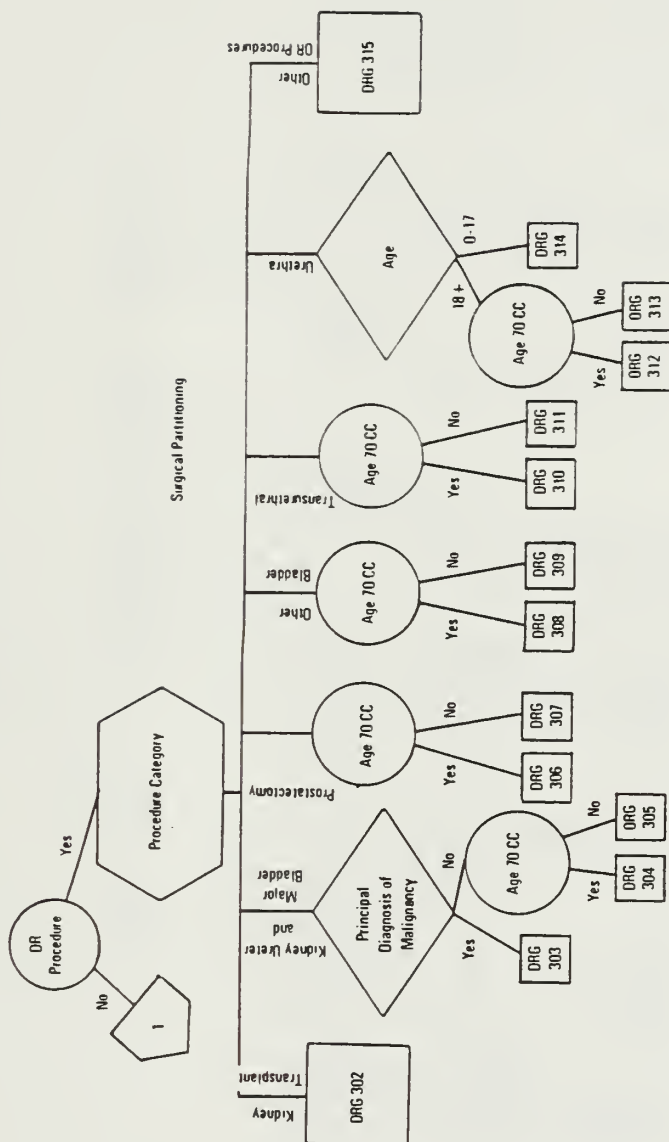 Surgical Partitioning
OR
Procedure
No
Yes
1
Procedure Category
Kidney
Transplant
Kidney Ureter
and
Major
Bladder
Prostatectomy
Other
Bladder
Transurethral
Urethra
Other
OR Procedures
DRG 302
Principal
Diagnosis of
Malignancy
Yes
No
DRG
303
Age 70 CC
Yes
No
DRG
304
DRG
305
Age 70 CC
Yes
No
DRG
306
DRG
307
Age 70 CC
Yes
No
DRG
308
DRG
309
Age 70 CC
Yes
No
DRG
310
DRG
311
Age
18 +
0-17
Age 70 CC
Yes
No
DRG
312
DRG
313
DRG
314
DRG 315